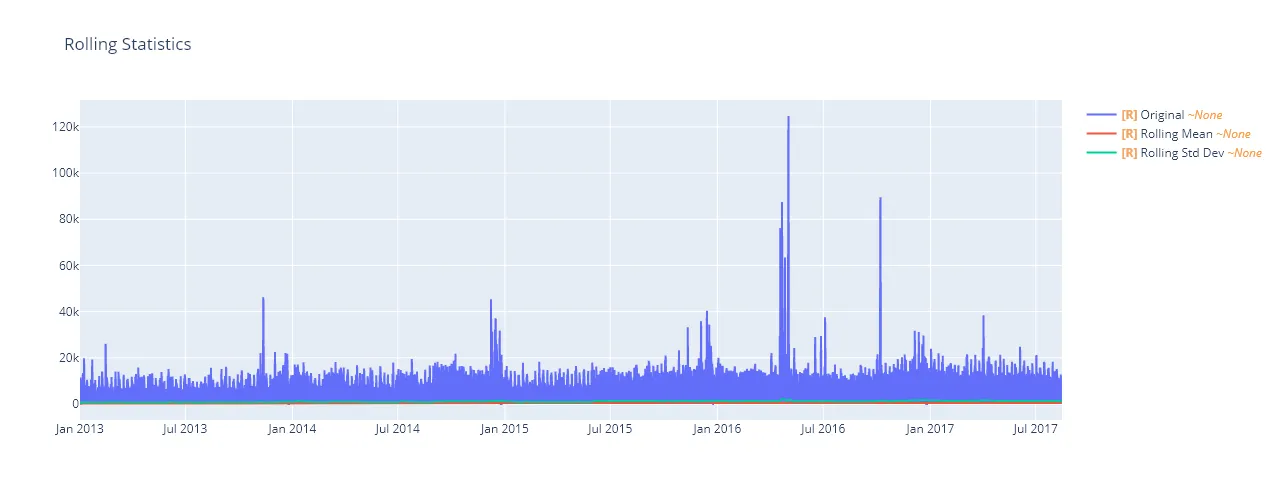 Rolling Statistics
[R] Original ~None
[R] Rolling Mean ~None
[R] Rolling Std Dev ~None
120k
100k
80k
60k
40k
20k
0
Jan 2013 Jul 2013 Jan 2014 Jul 2014 Jan 2015 Jul 2015 Jan 2016 Jul 2016 Jan 2017 Jul 2017